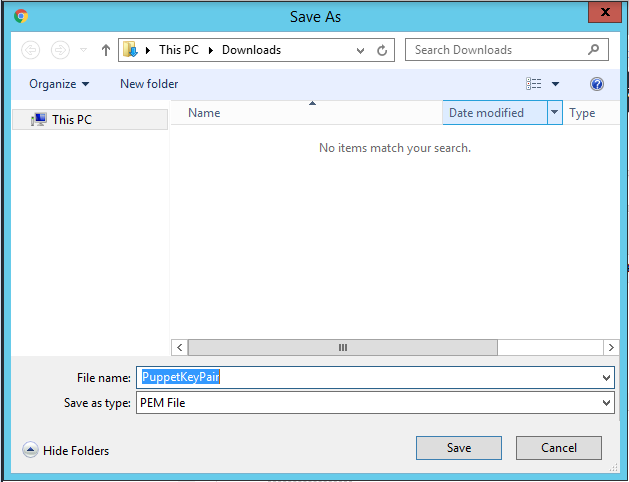 Save As
This PC Downloads
Search Downloads
Organize
New folder
This PC
Name
Date modified
Type
No items match your search.
File name: PuppetKeyPair
Save as type: PEM File
Hide Folders
Save
Cancel